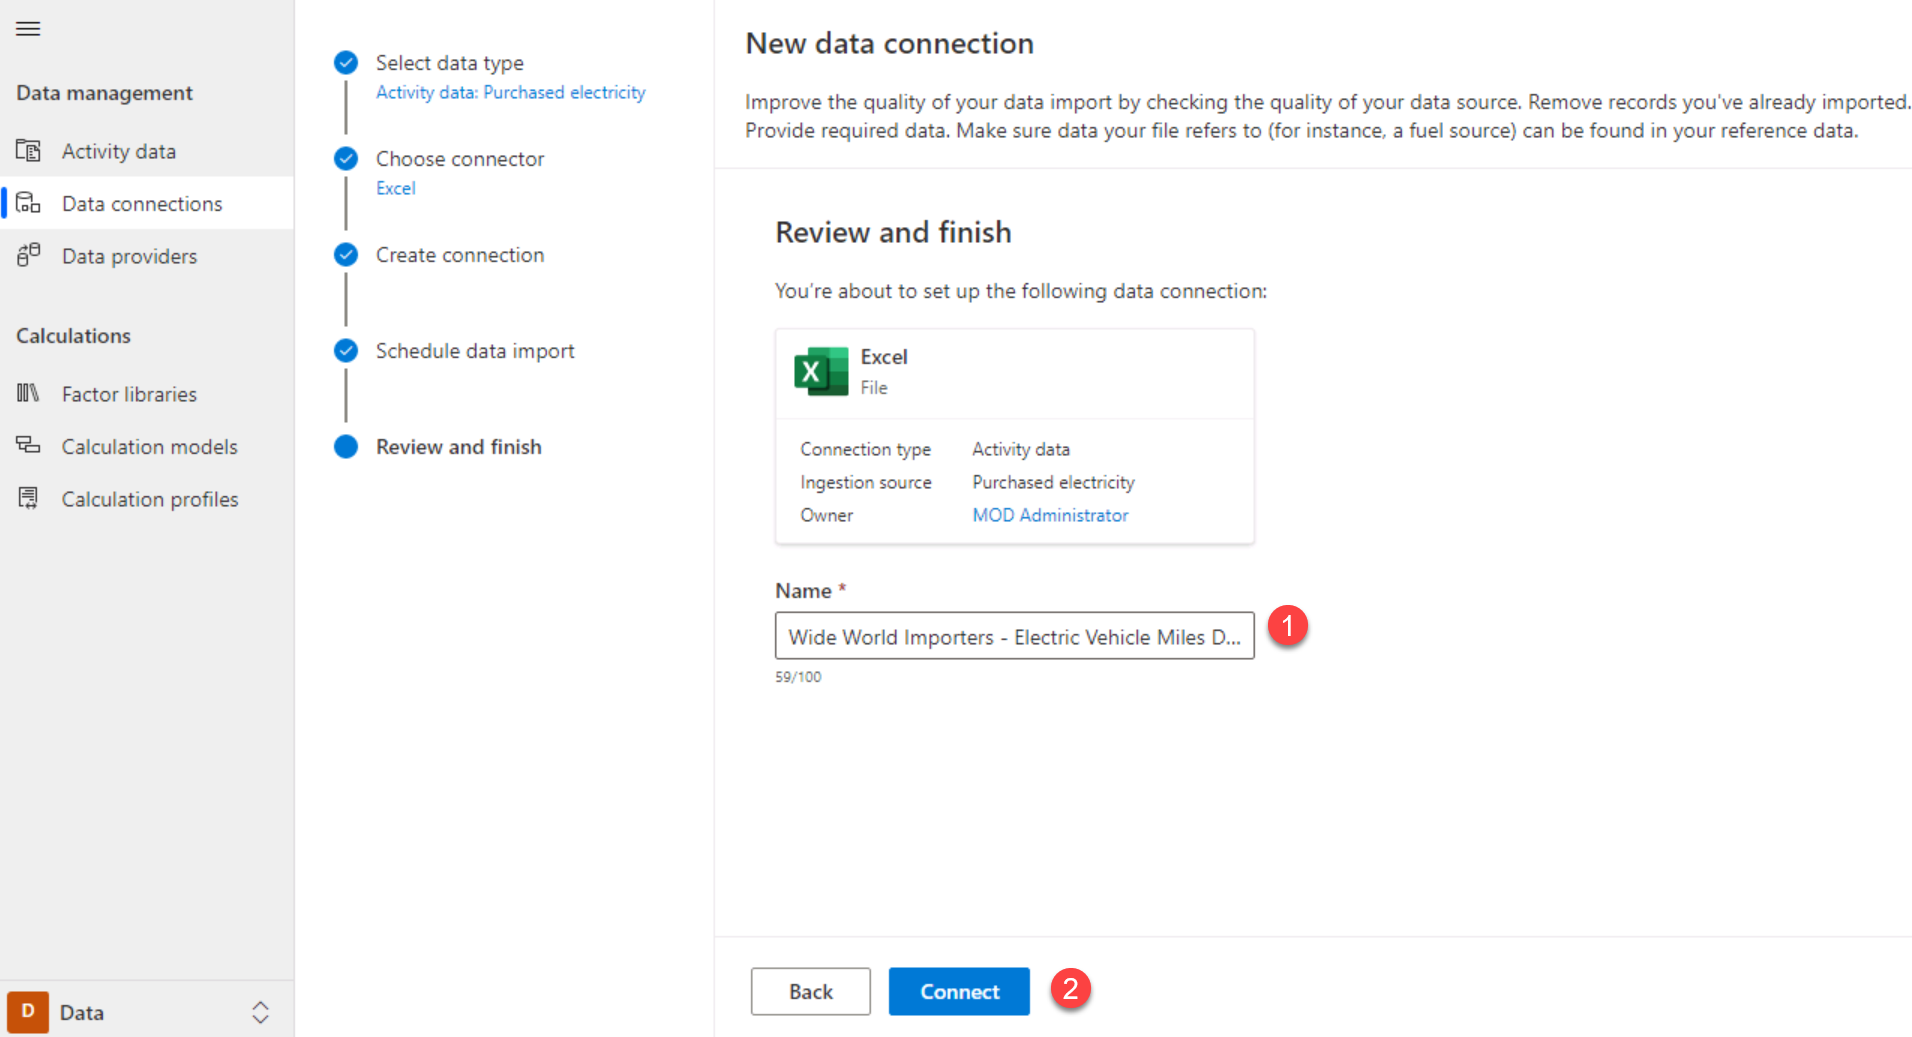 Data management
Activity data
Data connections
Data providers
Calculations
Factor libraries
Calculation models
Calculation profiles
D Data
Select data type
Activity data: Purchased electricity
Choose connector
Excel
Create connection
Schedule data import
Review and finish
New data connection
Improve the quality of your data import by checking the quality of your data source. Remove records you've already imported.
Provide required data. Make sure data your file refers to (for instance, a fuel source) can be found in your reference data.
Review and finish
You're about to set up the following data connection:
X Excel
File
Connection type Activity data
Ingestion source Purchased electricity
Owner MOD Administrator
Name *
Wide World Importers - Electric Vehicle Miles D... 1
59/100
Back Connect 2